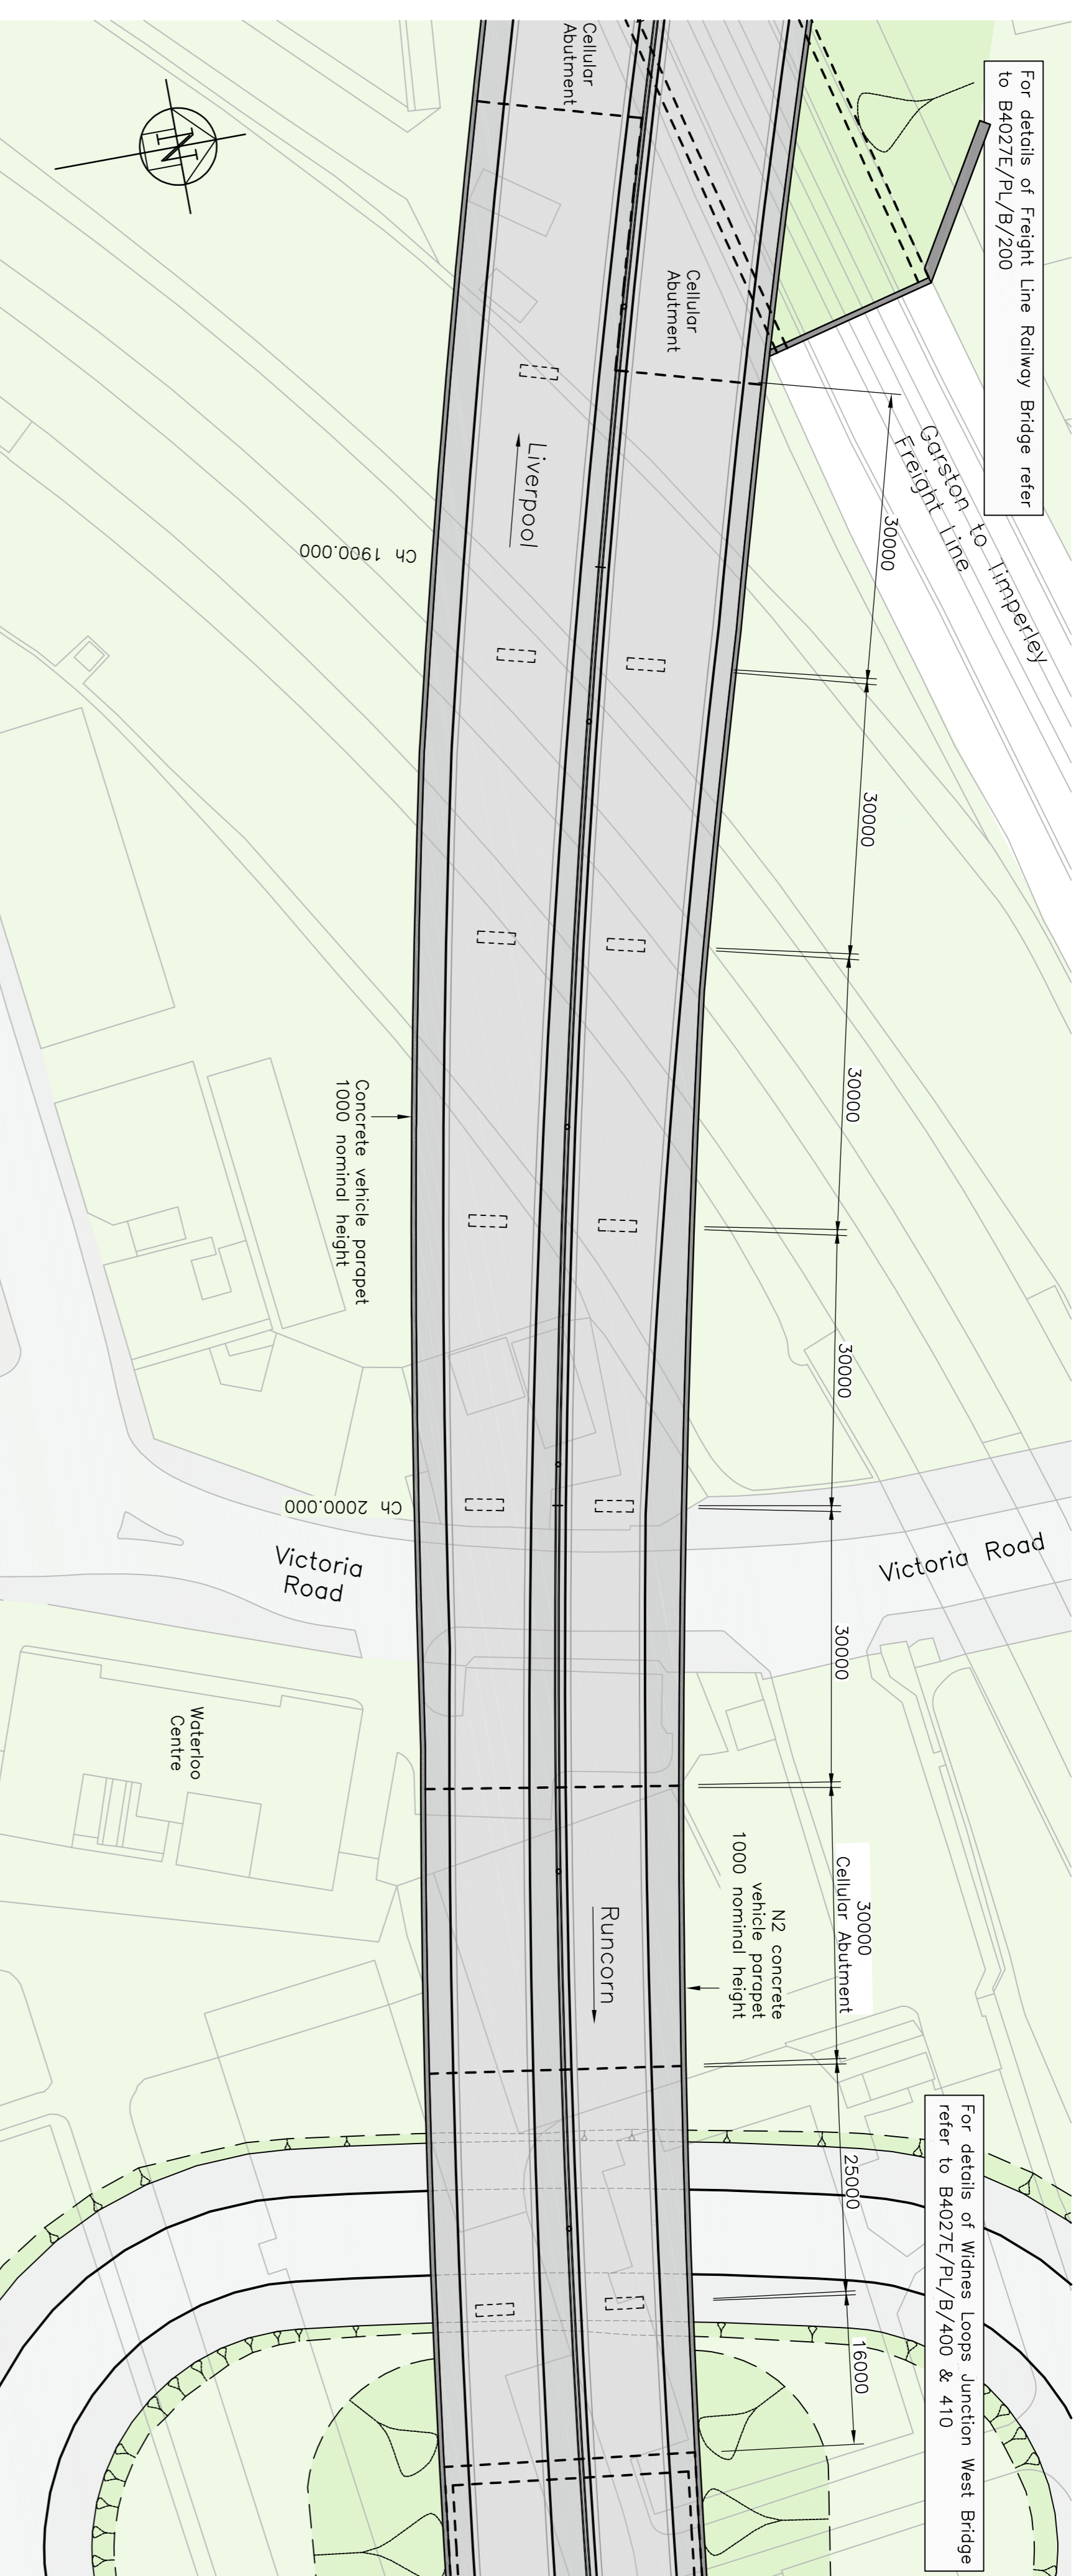 For details of Freight Line Railway Bridge refer
to B4027E/PL/B/200
Cellular
Abutment
Cellular
Abutment
N
Garston to Timperley
Freight Line
30000
Liverpool
Ch 1900.000
30000
30000
Concrete vehicle parapet
1000 nominal height
30000
Ch 2000.000
Victoria
Road
Victoria Road
30000
Waterloo
Centre
N2 concrete
vehicle parapet
1000 nominal height
30000
Cellular Abutment
Runcorn
For details of Widnes Loops Junction West Bridge
refer to B4027E/PL/B/400 & 410
25000
16000